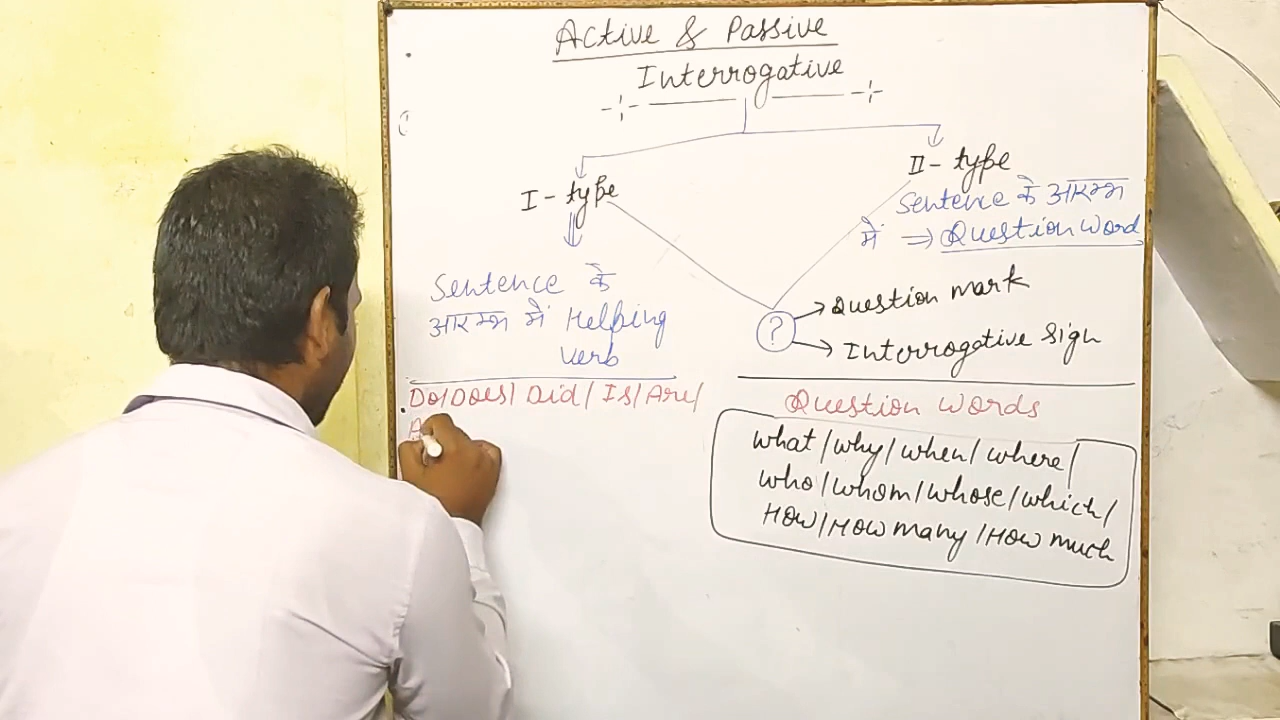 Active & Passive
Interrogative
I - type
II - type
Sentence के आरम्भ
में ⇒ Question Word
Sentence के
आरम्भ में Helping
verb
?
Question mark
Interrogative Sign
Do/Does/ Did/ Is/ Are/
A
Question Words
what/why/when/where/
who/whom/whose/which/
How/How many/How much